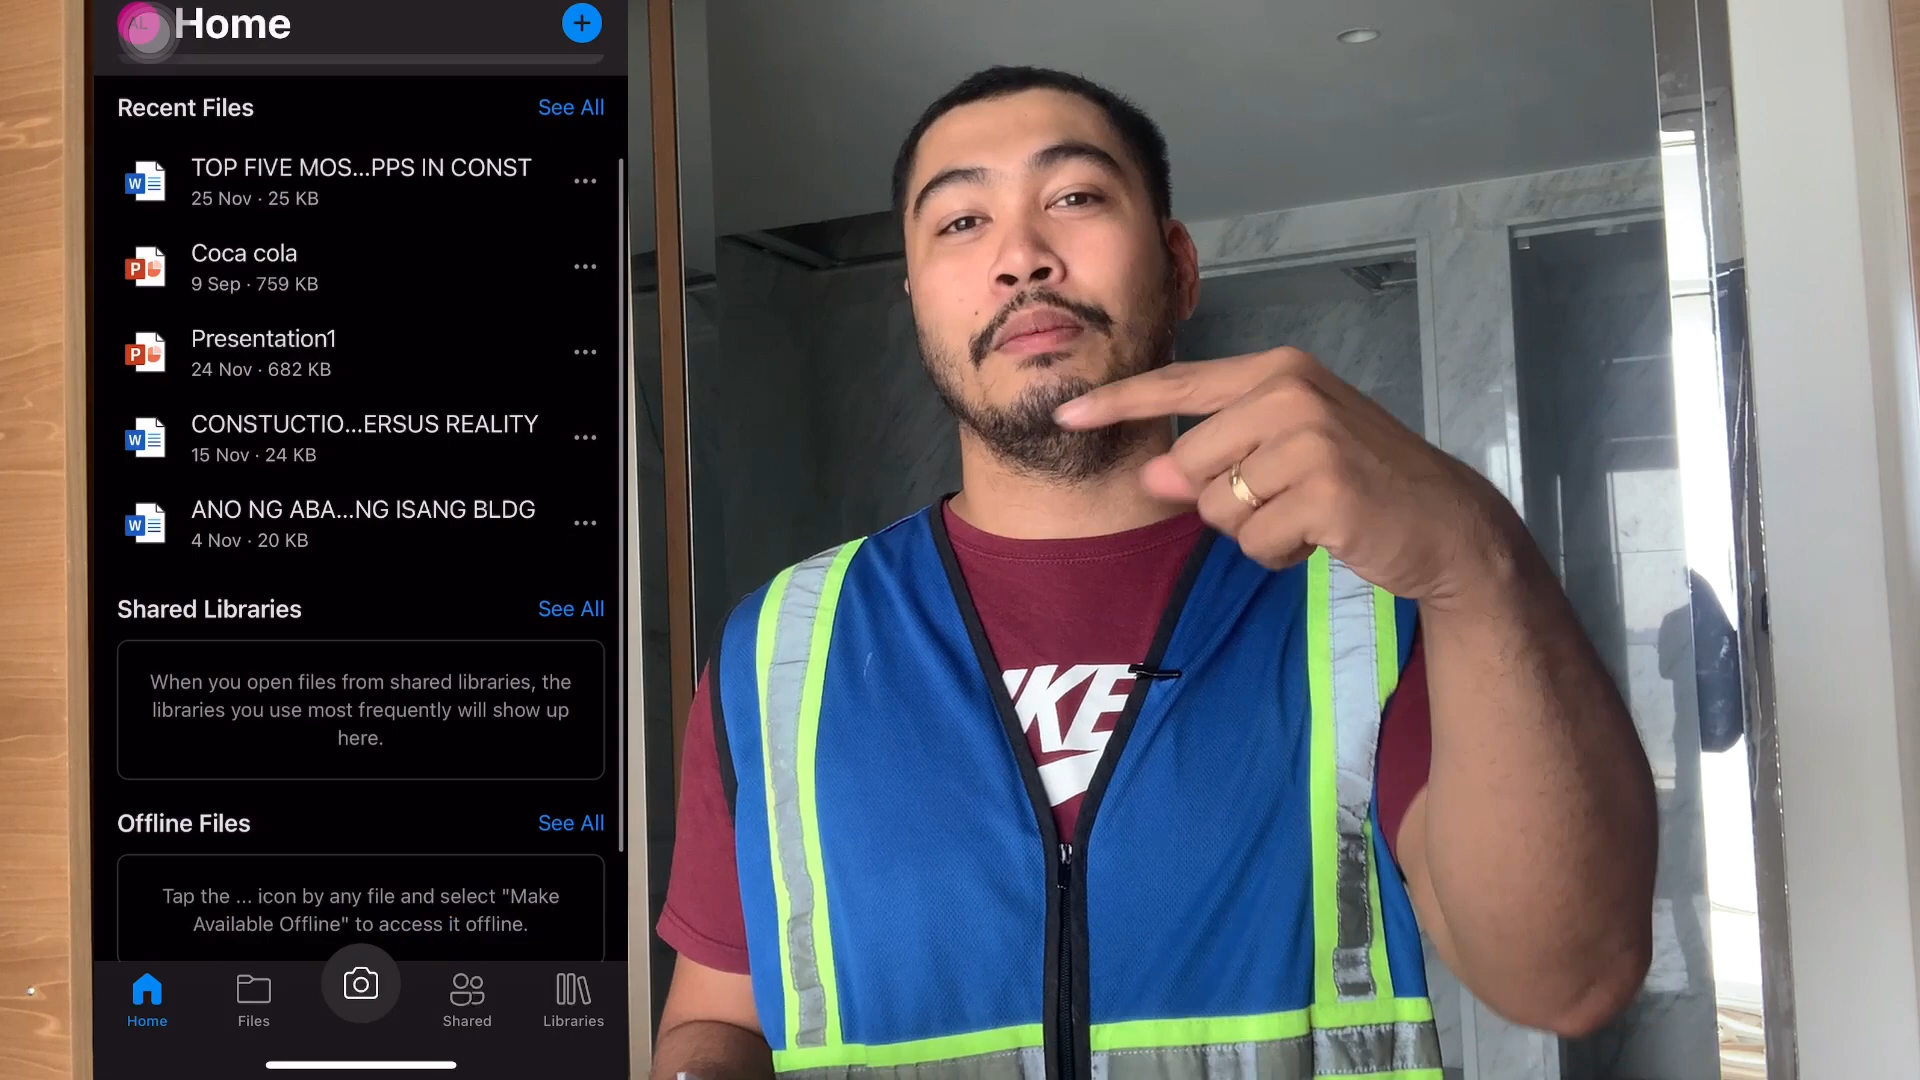 AL Home
Recent Files See All
TOP FIVE MOS...PPS IN CONST
25 Nov · 25 KB
Coca cola
9 Sep · 759 KB
Presentation1
24 Nov · 682 KB
CONSTUCTIO...ERSUS REALITY
15 Nov · 24 KB
ANO NG ABA...NG ISANG BLDG
4 Nov · 20 KB
Shared Libraries See All
When you open files from shared libraries, the
libraries you use most frequently will show up
here.
Offline Files See All
Tap the ... icon by any file and select "Make
Available Offline" to access it offline.
Home Files Shared Libraries
W
P
P
W
W
IKE